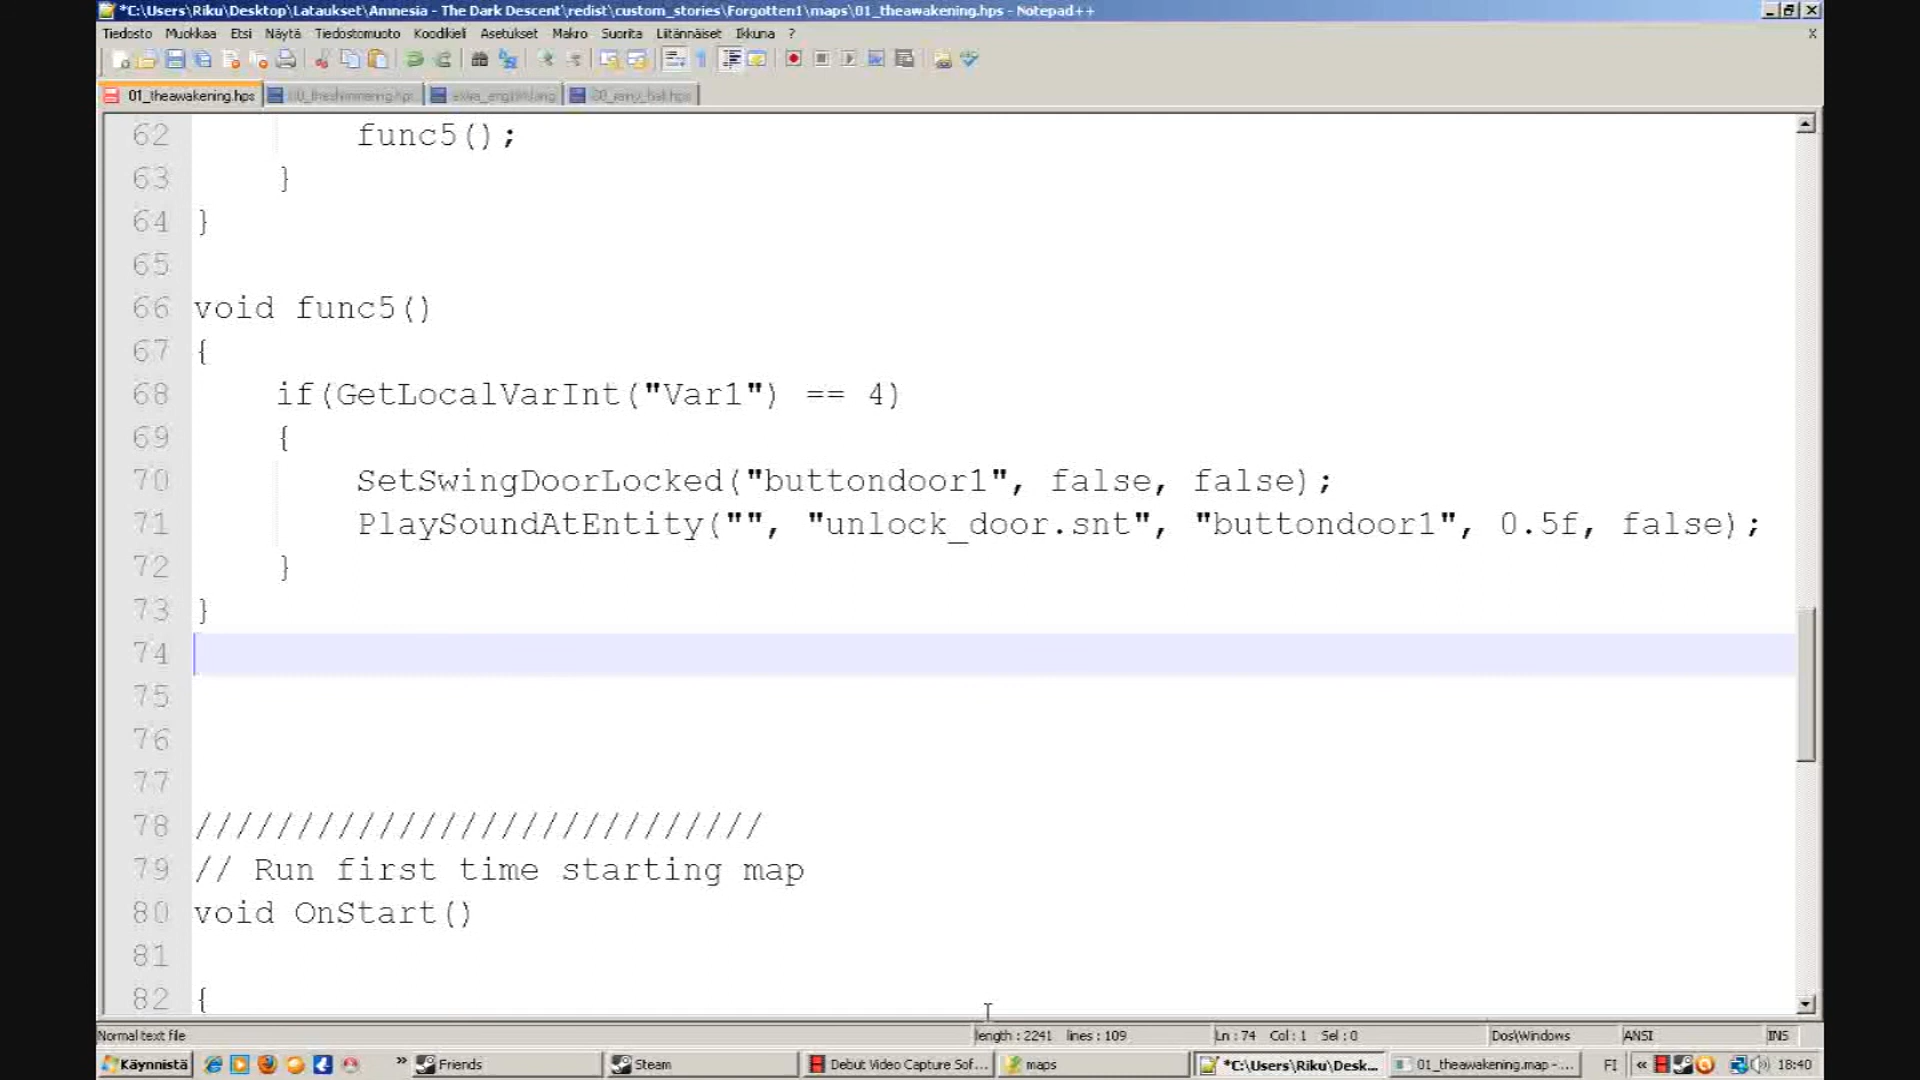 *C:\Users\Riku\Desktop\Lataukset\Amnesia - The Dark Descent\redist\custom_stories\Forgotten1\maps\01_theawakening.hps - Notepad++
Tiedosto Muokkaa Etsi Näytä Tiedostomuoto Koodikieli Asetukset Makro Suorita Liitännäiset Ikkuna ? X
01_theawakening.hps extra_english.lang
62 func5();
63 }
64 }
65
66 void func5()
67 {
68 if(GetLocalVarInt("Var1") == 4)
69 {
70 SetSwingDoorLocked("buttondoor1", false, false);
71 PlaySoundAtEntity("", "unlock_door.snt", "buttondoor1", 0.5f, false);
72 }
73 }
74
75
76
77
78 ////////////////////////////
79 // Run first time starting map
80 void OnStart()
81
82 {
Normal text file length : 2241 lines : 109 Ln : 74 Col : 1 Sel : 0 Dos\Windows ANSI INS
Käynnistä » Friends Steam Debut Video Capture Sof... maps *C:\Users\Riku\Desk... 01_theawakening.map - ... FI « 18:40